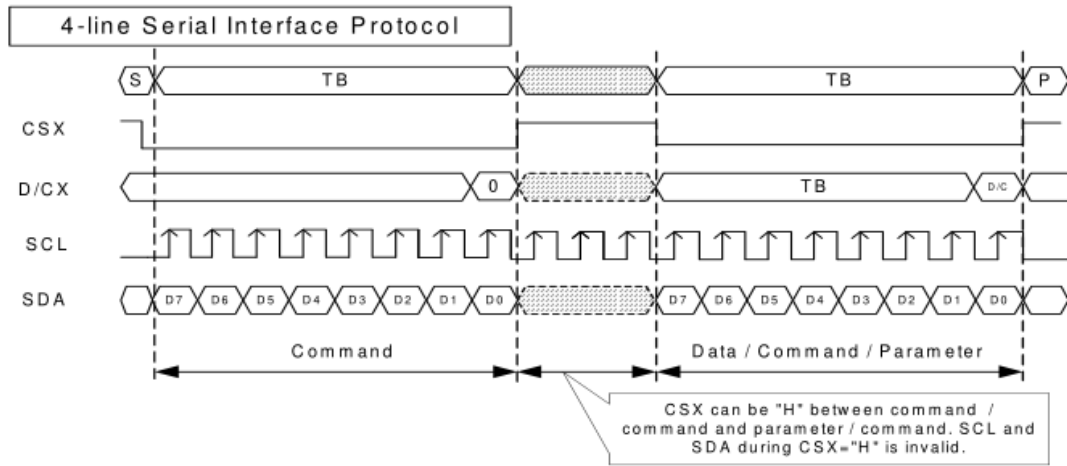 4-line Serial Interface Protocol
S TB TB P
CSX
D/CX 0 TB D/C
SCL
SDA D7 D6 D5 D4 D3 D2 D1 D0 D7 D6 D5 D4 D3 D2 D1 D0
Command Data / Command / Parameter
CSX can be "H" between command /
command and parameter / command. SCL and
SDA during CSX="H" is invalid.